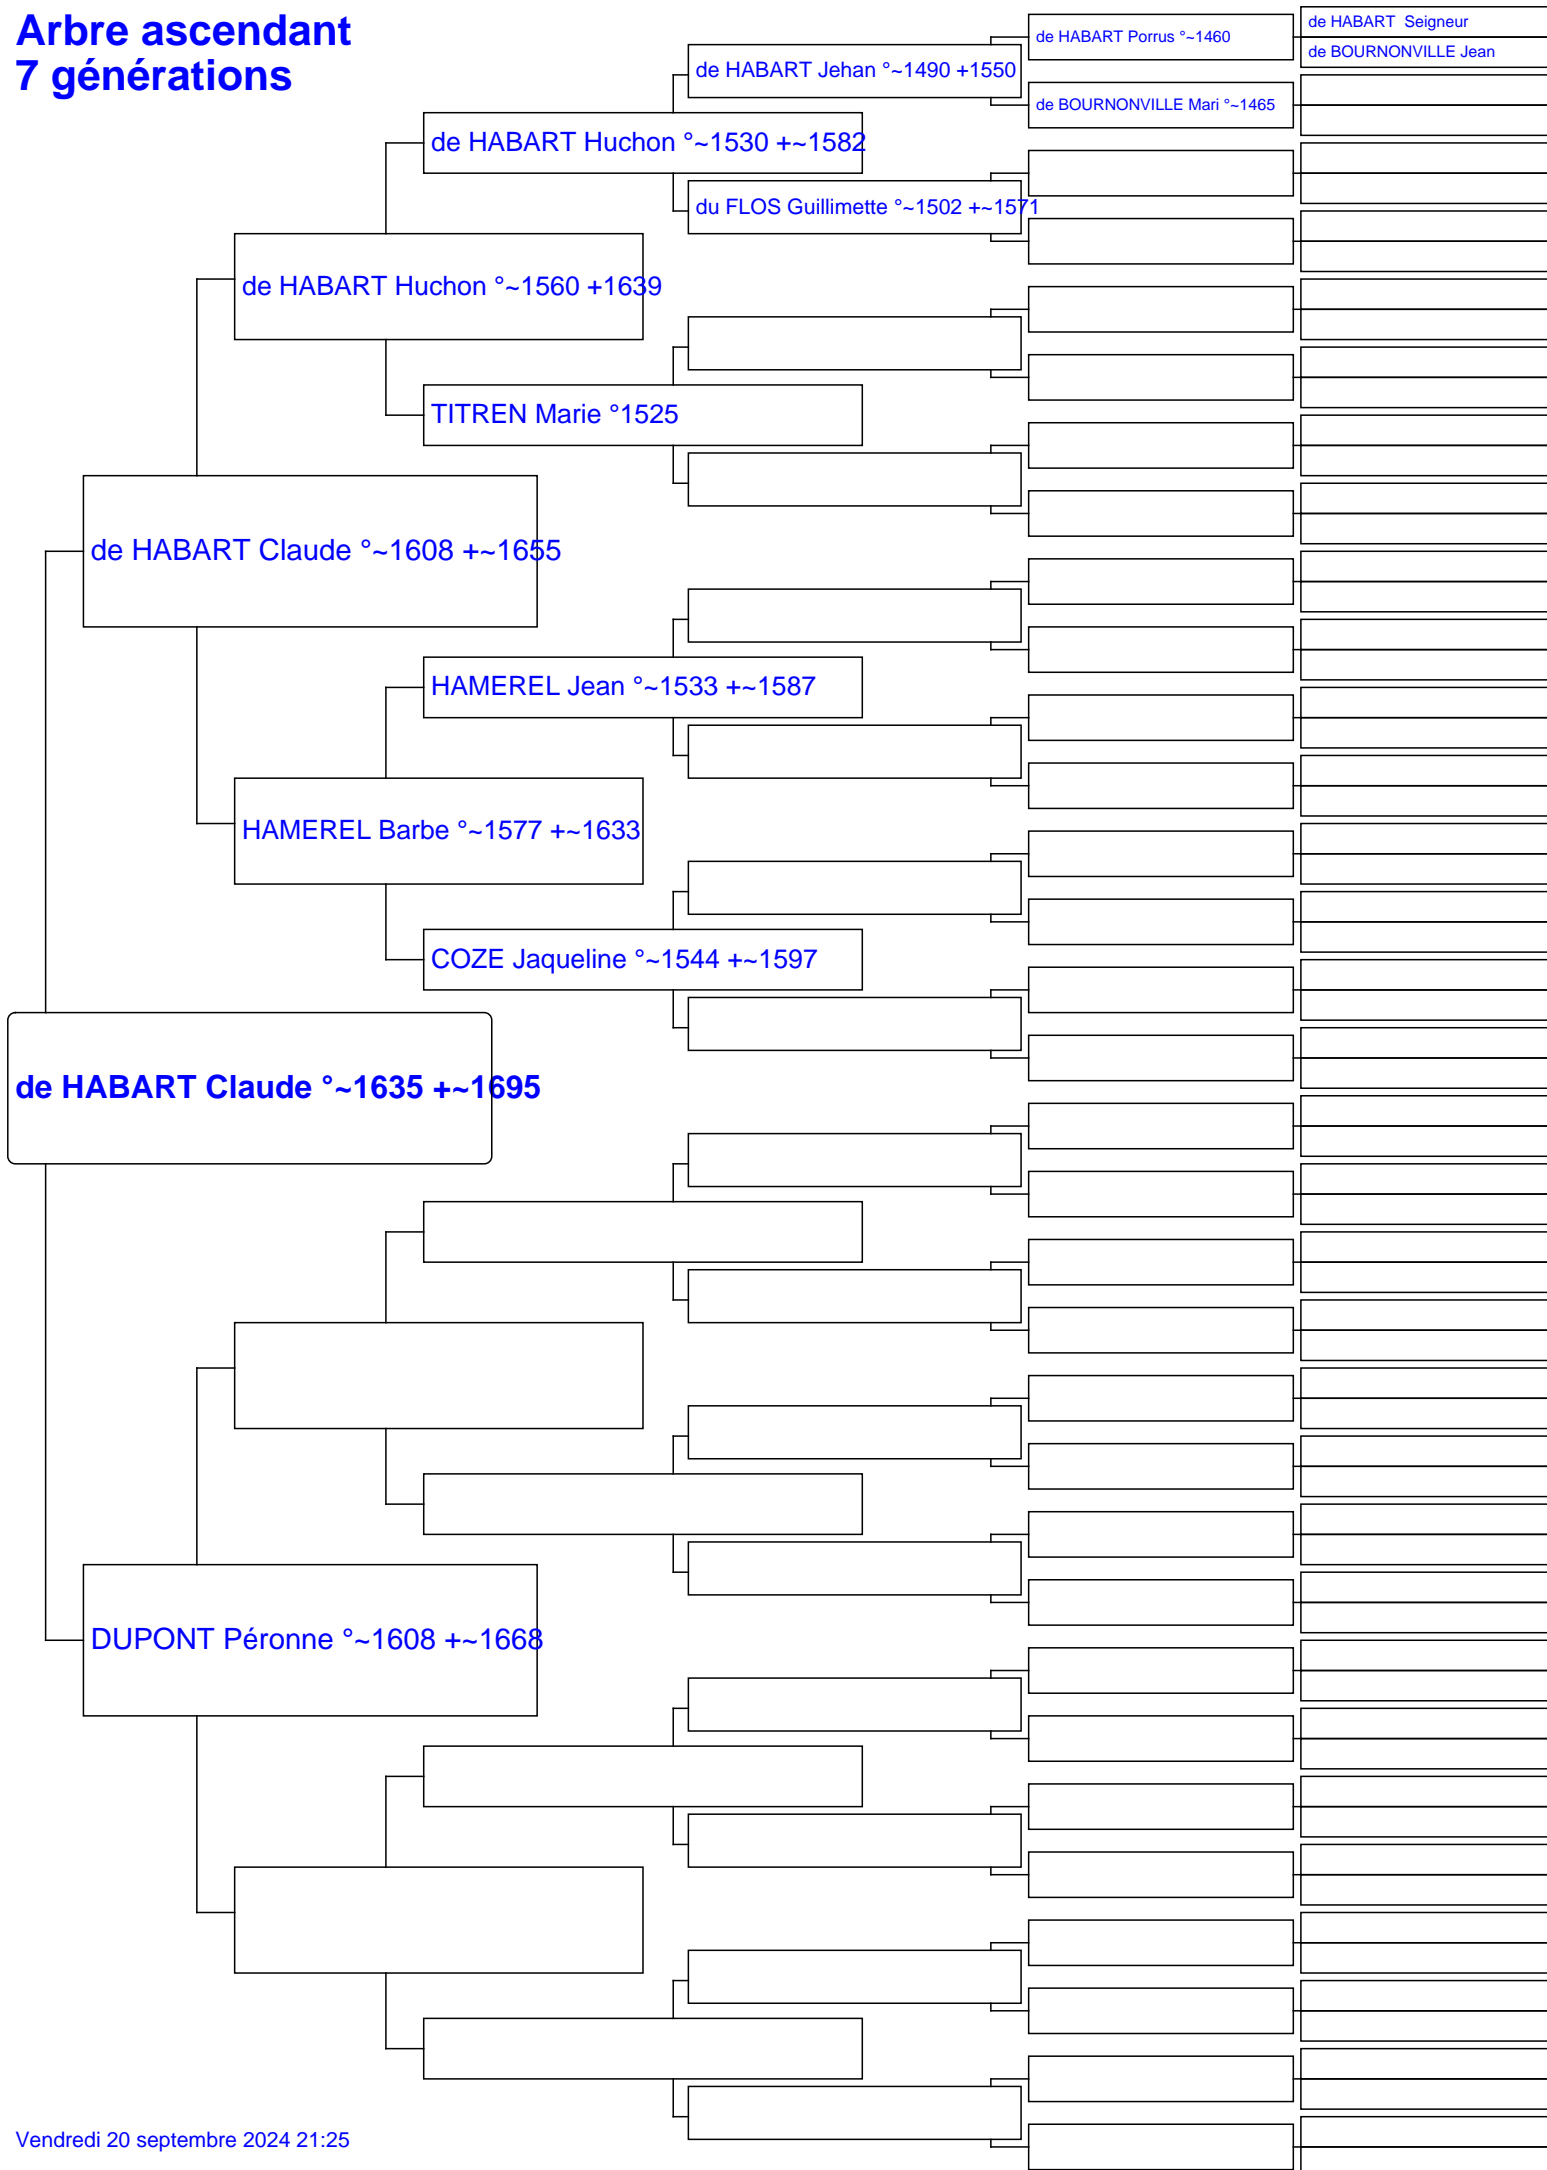 Arbre ascendant
7 générations
de HABART Seigneur
de HABART Porrus °~1460
de BOURNONVILLE Jean
de HABART Jehan °~1490 +1550
de BOURNONVILLE Mari °~1465
de HABART Huchon °~1530 +~1582
du FLOS Guillimette °~1502 +~1571
de HABART Huchon °~1560 +1639
TITREN Marie °1525
de HABART Claude °~1608 +~1655
HAMEREL Jean °~1533 +~1587
HAMEREL Barbe °~1577 +~1633
COZE Jaqueline °~1544 +~1597
de HABART Claude °~1635 +~1695
DUPONT Péronne °~1608 +~1668
Vendredi 20 septembre 2024 21:25